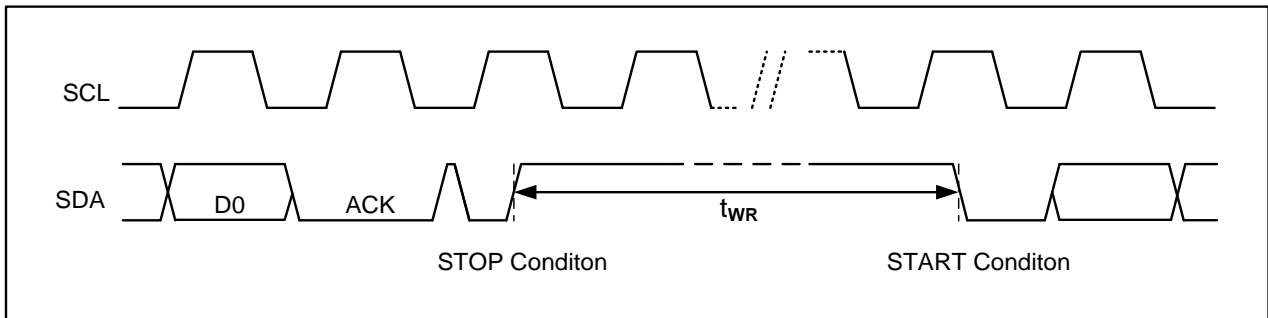 SCL
SDA
D0
ACK
tWR
STOP Conditon
START Conditon